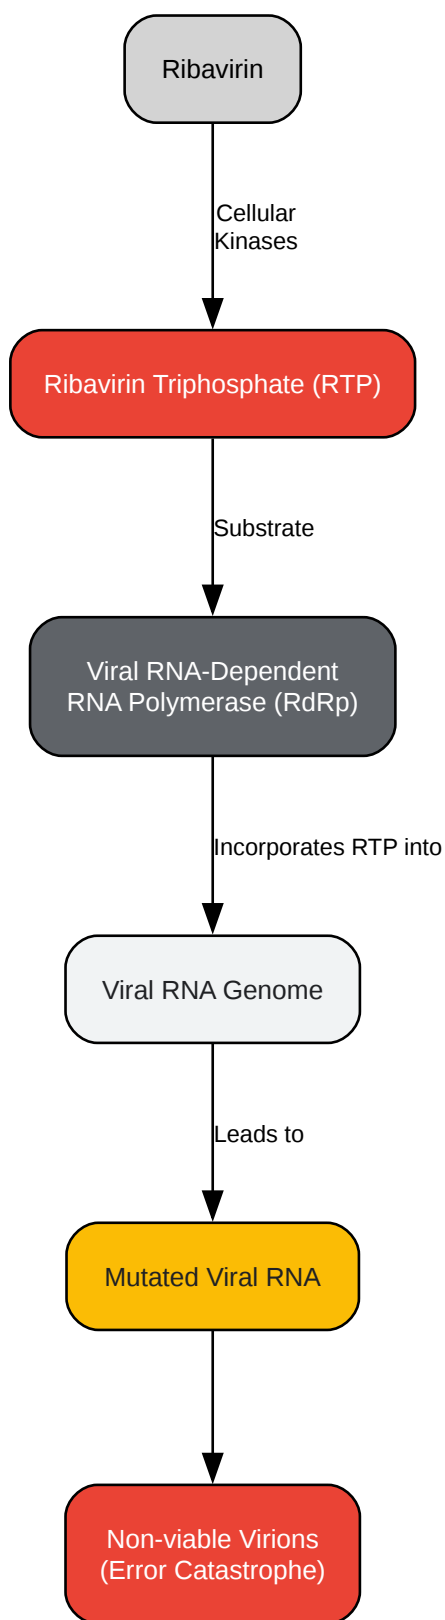 Ribavirin
Cellular
Kinases
Ribavirin Triphosphate (RTP)
Substrate
Viral RNA-Dependent
RNA Polymerase (RdRp)
Incorporates RTP into
Viral RNA Genome
Leads to
Mutated Viral RNA
Non-viable Virions
(Error Catastrophe)